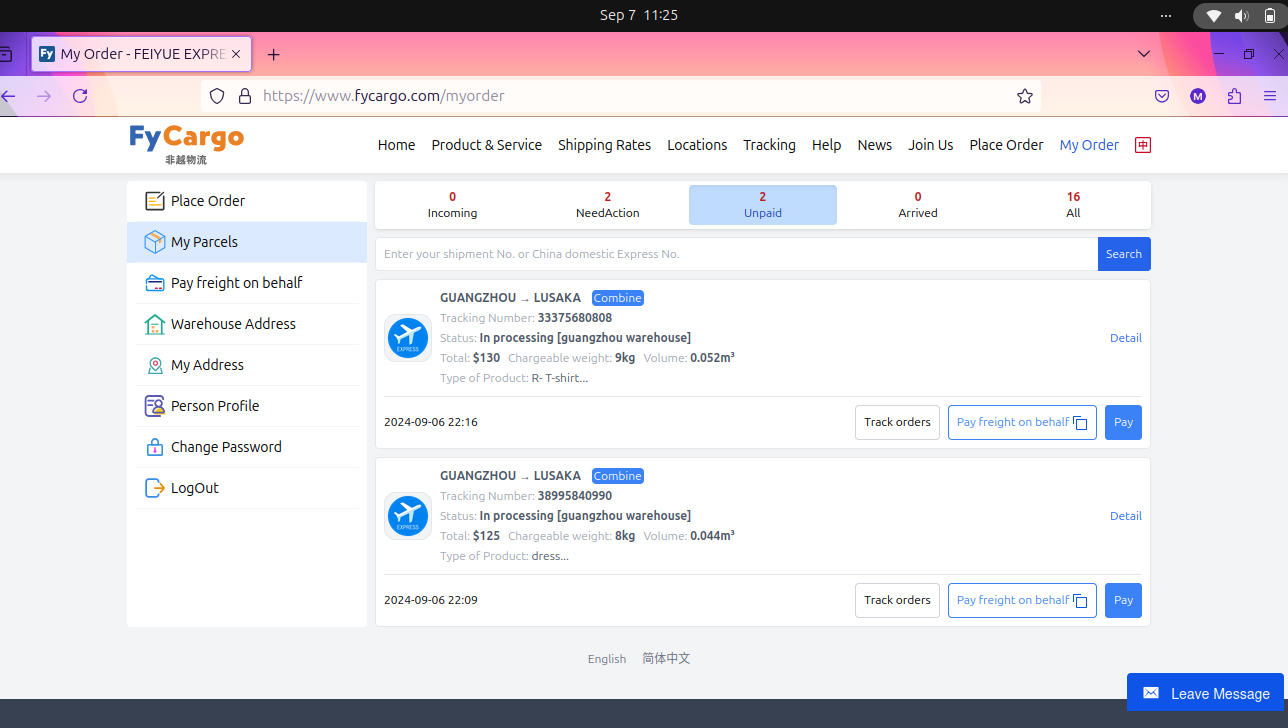 Sep 7 11:25
Fy My Order - FEIYUE EXPRE
https://www.fycargo.com/myorder
M
FyCargo
非越物流
Home Product & Service Shipping Rates Locations Tracking Help News Join Us Place Order My Order 中
Place Order
My Parcels
Pay freight on behalf
Warehouse Address
My Address
Person Profile
Change Password
LogOut
0 2 2 0 16
Incoming NeedAction Unpaid Arrived All
Enter your shipment No. or China domestic Express No. Search
GUANGZHOU → LUSAKA Combine
Tracking Number: 33375680808
EXPRESS
Status: In processing [guangzhou warehouse] Detail
Total: $130 Chargeable weight: 9kg Volume: 0.052m³
Type of Product: R- T-shirt...
2024-09-06 22:16 Track orders Pay freight on behalf Pay
GUANGZHOU → LUSAKA Combine
Tracking Number: 38995840990
EXPRESS
Status: In processing [guangzhou warehouse] Detail
Total: $125 Chargeable weight: 8kg Volume: 0.044m³
Type of Product: dress...
2024-09-06 22:09 Track orders Pay freight on behalf Pay
English 简体中文
Leave Message